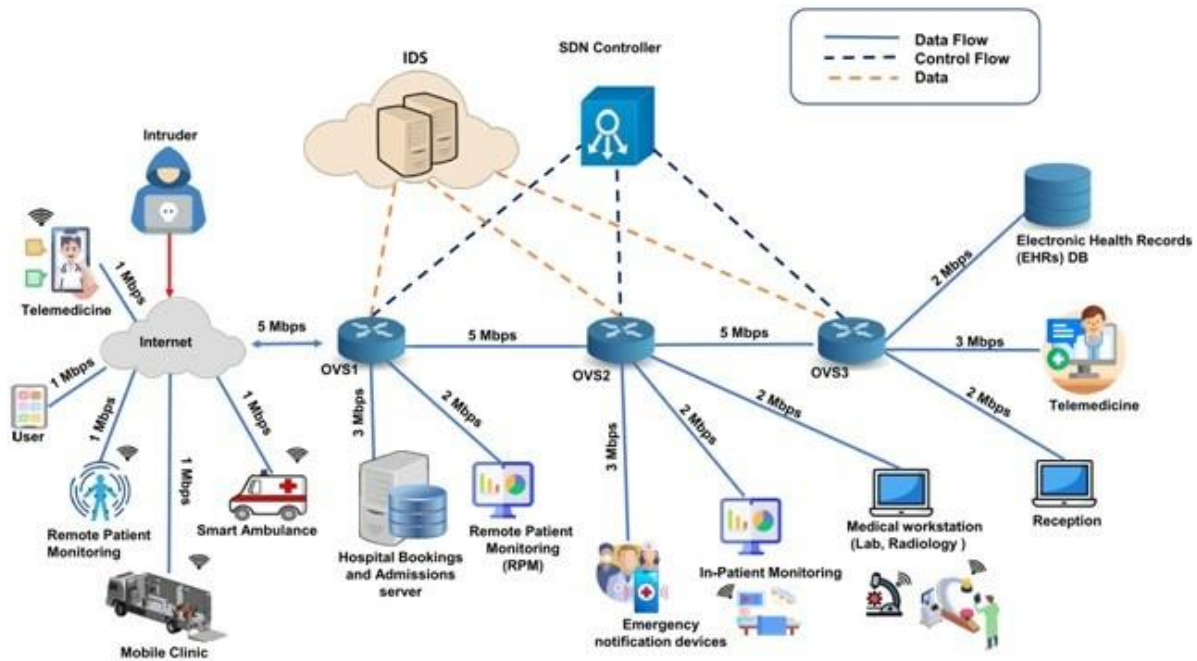 IDS
SDN Controller
Data Flow
Control Flow
Data
Intruder
Telemedicine
1 Mbps
Internet
5 Mbps
OVS1
5 Mbps
OVS2
5 Mbps
OVS3
2 Mbps
Electronic Health Records
(EHRs) DB
3 Mbps
Telemedicine
User
1 Mbps
1 Mbps
1 Mbps
1 Mbps
3 Mbps
2 Mbps
3 Mbps
2 Mbps
2 Mbps
2 Mbps
Remote Patient
Monitoring
Smart Ambulance
Mobile Clinic
Hospital Bookings
and Admissions
server
Remote Patient
Monitoring
(RPM)
Emergency
notification devices
In-Patient Monitoring
Medical workstation
(Lab, Radiology )
Reception